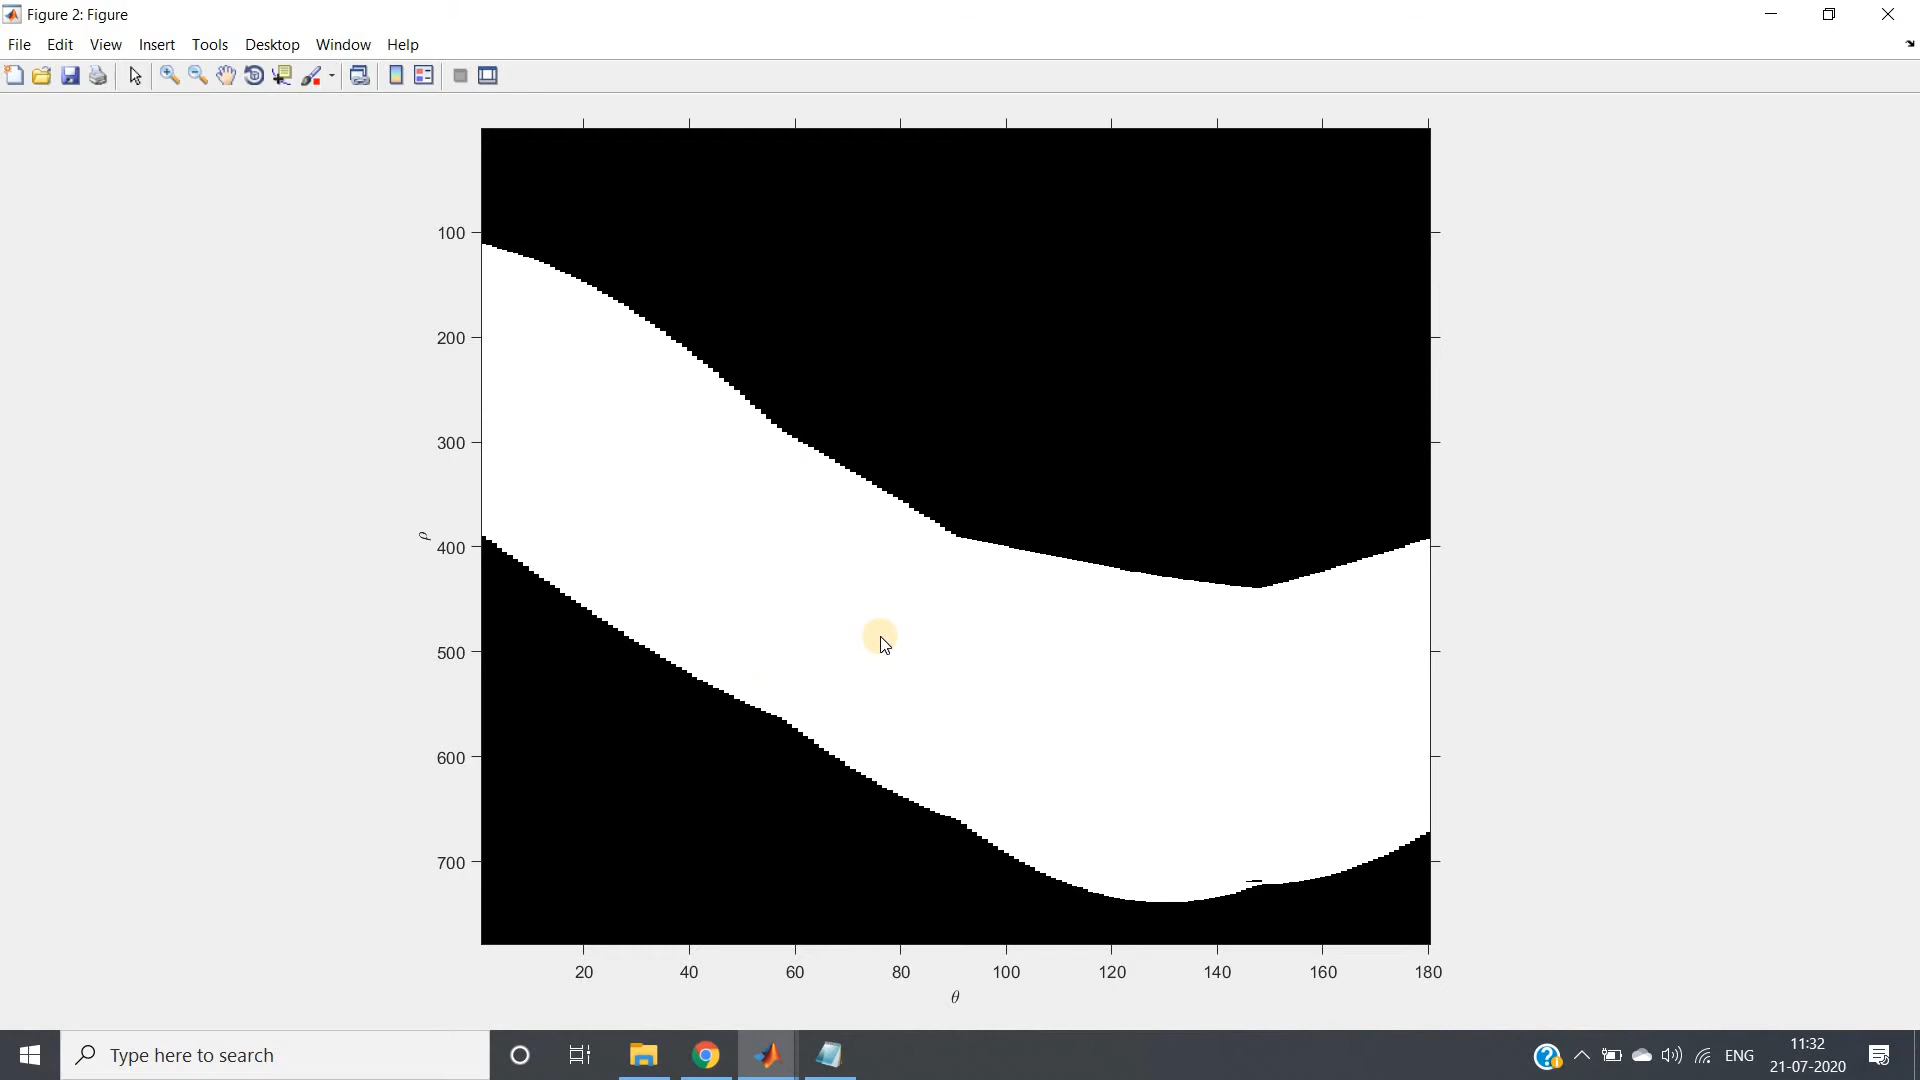 Figure 2: Figure
File Edit View Insert Tools Desktop Window Help
100
200
300
400
500
600
700
ρ
20 40 60 80 100 120 140 160 180
θ
Type here to search
ENG
11:32
21-07-2020